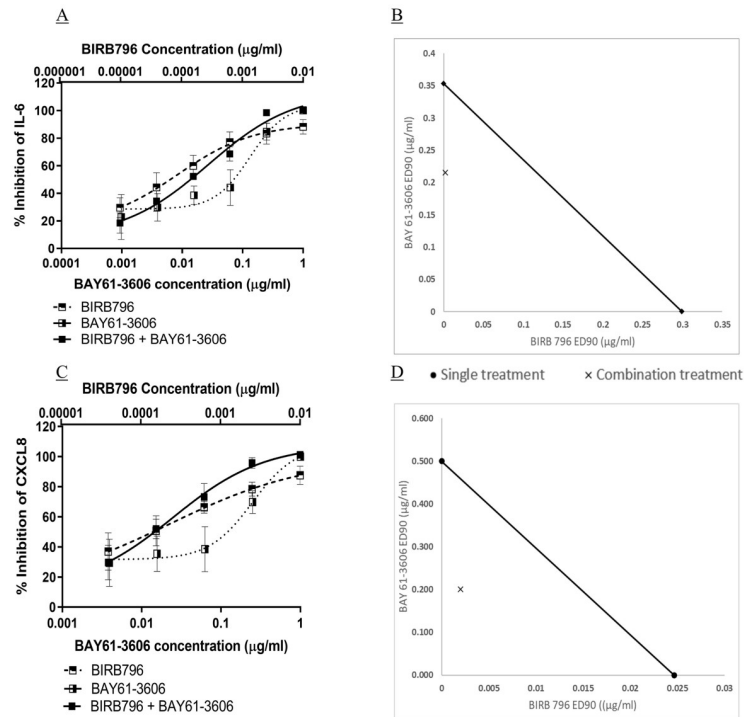 A
BIRB796 Concentration (µg/ml)
0.000001 0.00001 0.0001 0.001 0.01
120
100
80
60
40
20
0
% Inhibition of IL-6
0.0001 0.001 0.01 0.1 1
BAY61-3606 concentration (µg/ml)
BIRB796
BAY61-3606
BIRB796 + BAY61-3606
B
0.4
0.35
0.3
0.25
0.2
0.15
0.1
0.05
0
BAY 61-3606 ED90 (µg/ml)
0 0.05 0.1 0.15 0.2 0.25 0.3 0.35
BIRB 796 ED90 (µg/ml)
C
BIRB796 Concentration (µg/ml)
0.00001 0.0001 0.001 0.01
120
100
80
60
40
20
0
% Inhibition of CXCL8
0.001 0.01 0.1 1
BAY61-3606 concentration (µg/ml)
BIRB796
BAY61-3606
BIRB796 + BAY61-3606
D
Single treatment × Combination treatment
0.600
0.500
0.400
0.300
0.200
0.100
0.000
BAY 61-3606 ED90 (µg/ml)
0 0.005 0.01 0.015 0.02 0.025 0.03
BIRB 796 ED90 ((µg/ml)